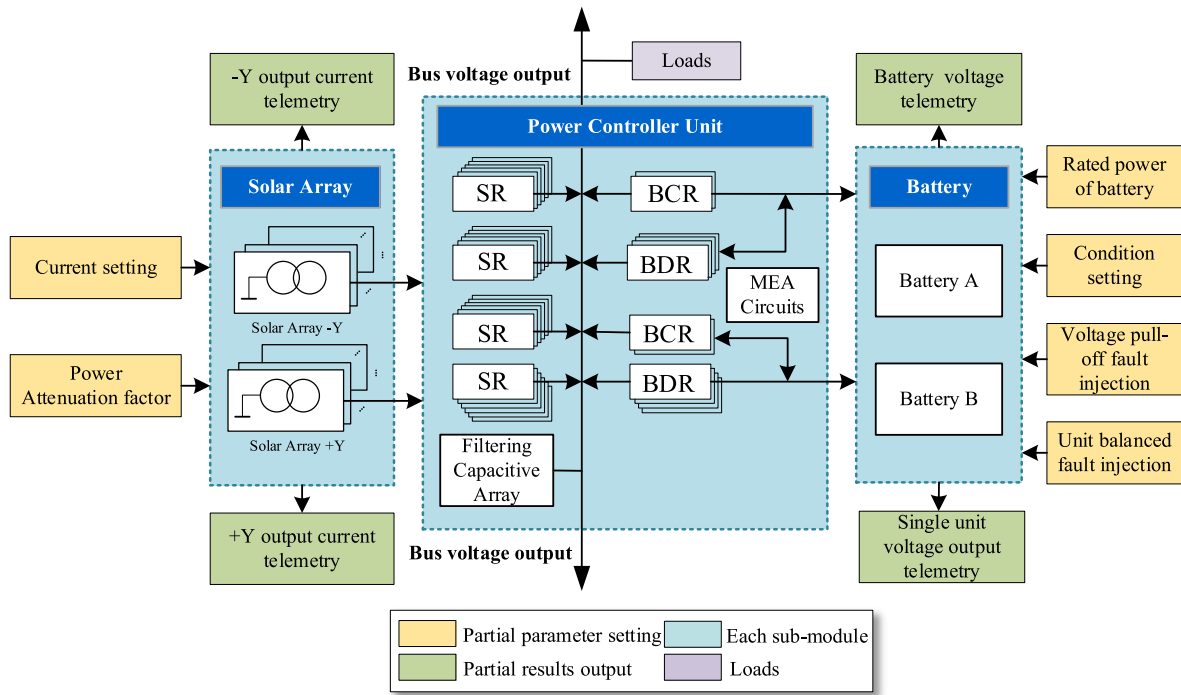 Bus voltage output
Loads
-Y output current
telemetry
Battery voltage
telemetry
Power Controller Unit
Solar Array
Battery
Rated power
of battery
SR
BCR
Current setting
SR
BDR
MEA
Circuits
Battery A
Condition
setting
Solar Array -Y
SR
BCR
Voltage pull-
off fault
injection
Power
Attenuation factor
SR
BDR
Battery B
Solar Array +Y
Filtering
Capacitive
Array
Unit balanced
fault injection
+Y output current
telemetry
Bus voltage output
Single unit
voltage output
telemetry
Partial parameter setting
Each sub-module
Partial results output
Loads